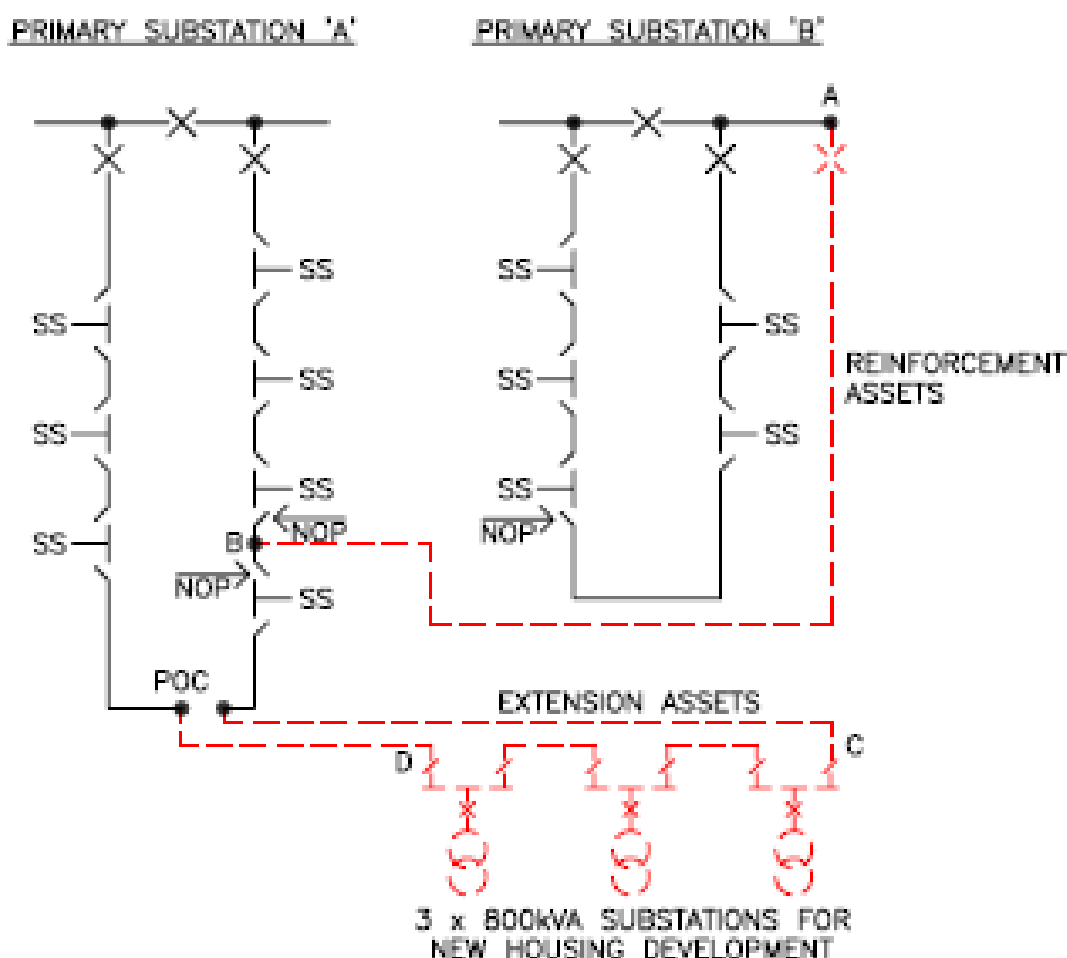 PRIMARY SUBSTATION 'A'
PRIMARY SUBSTATION 'B'
A
SS
SS
SS
SS
REINFORCEMENT
ASSETS
SS
SS
SS
SS
SS
SS
SS
NOP
NOP
SS
B
NOP
SS
POC
EXTENSION ASSETS
C
D
3 x 800kVA SUBSTATIONS FOR
NEW HOUSING DEVELOPMENT